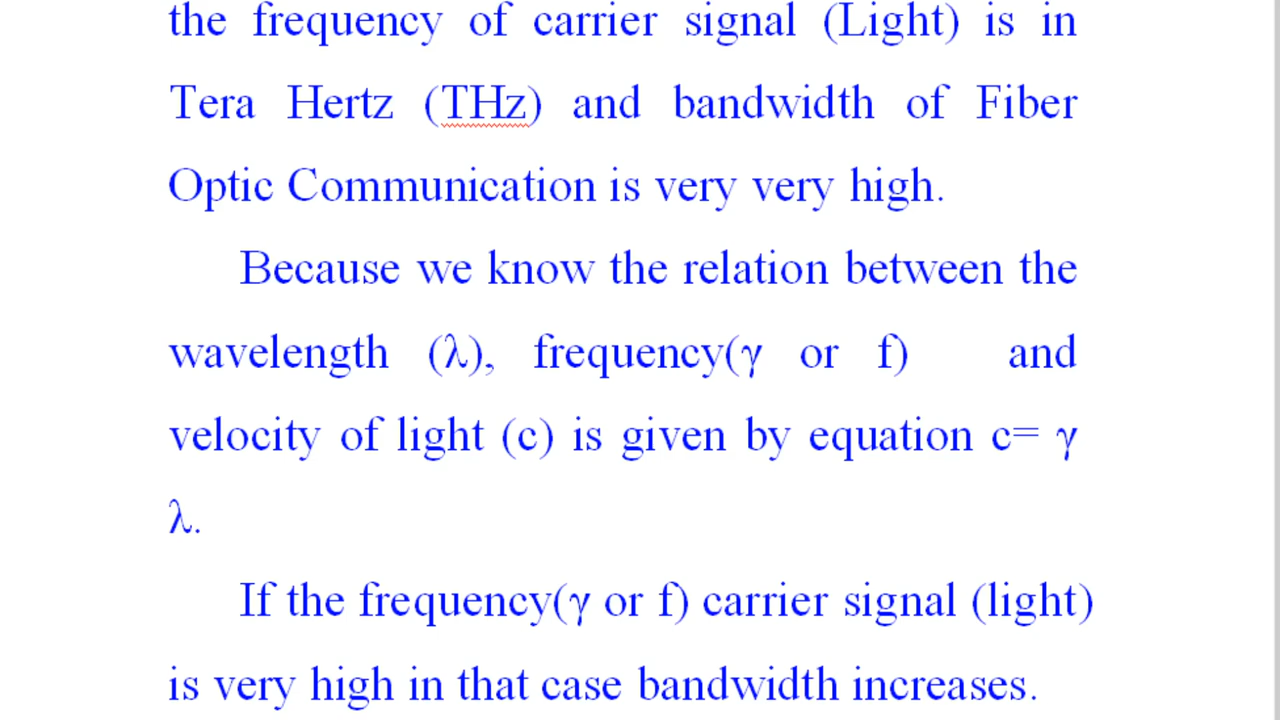 the frequency of carrier signal (Light) is in
Tera Hertz (THz) and bandwidth of Fiber
Optic Communication is very very high.
Because we know the relation between the
wavelength (λ), frequency(γ or f) and
velocity of light (c) is given by equation c= γ
λ.
If the frequency(γ or f) carrier signal (light)
is very high in that case bandwidth increases.